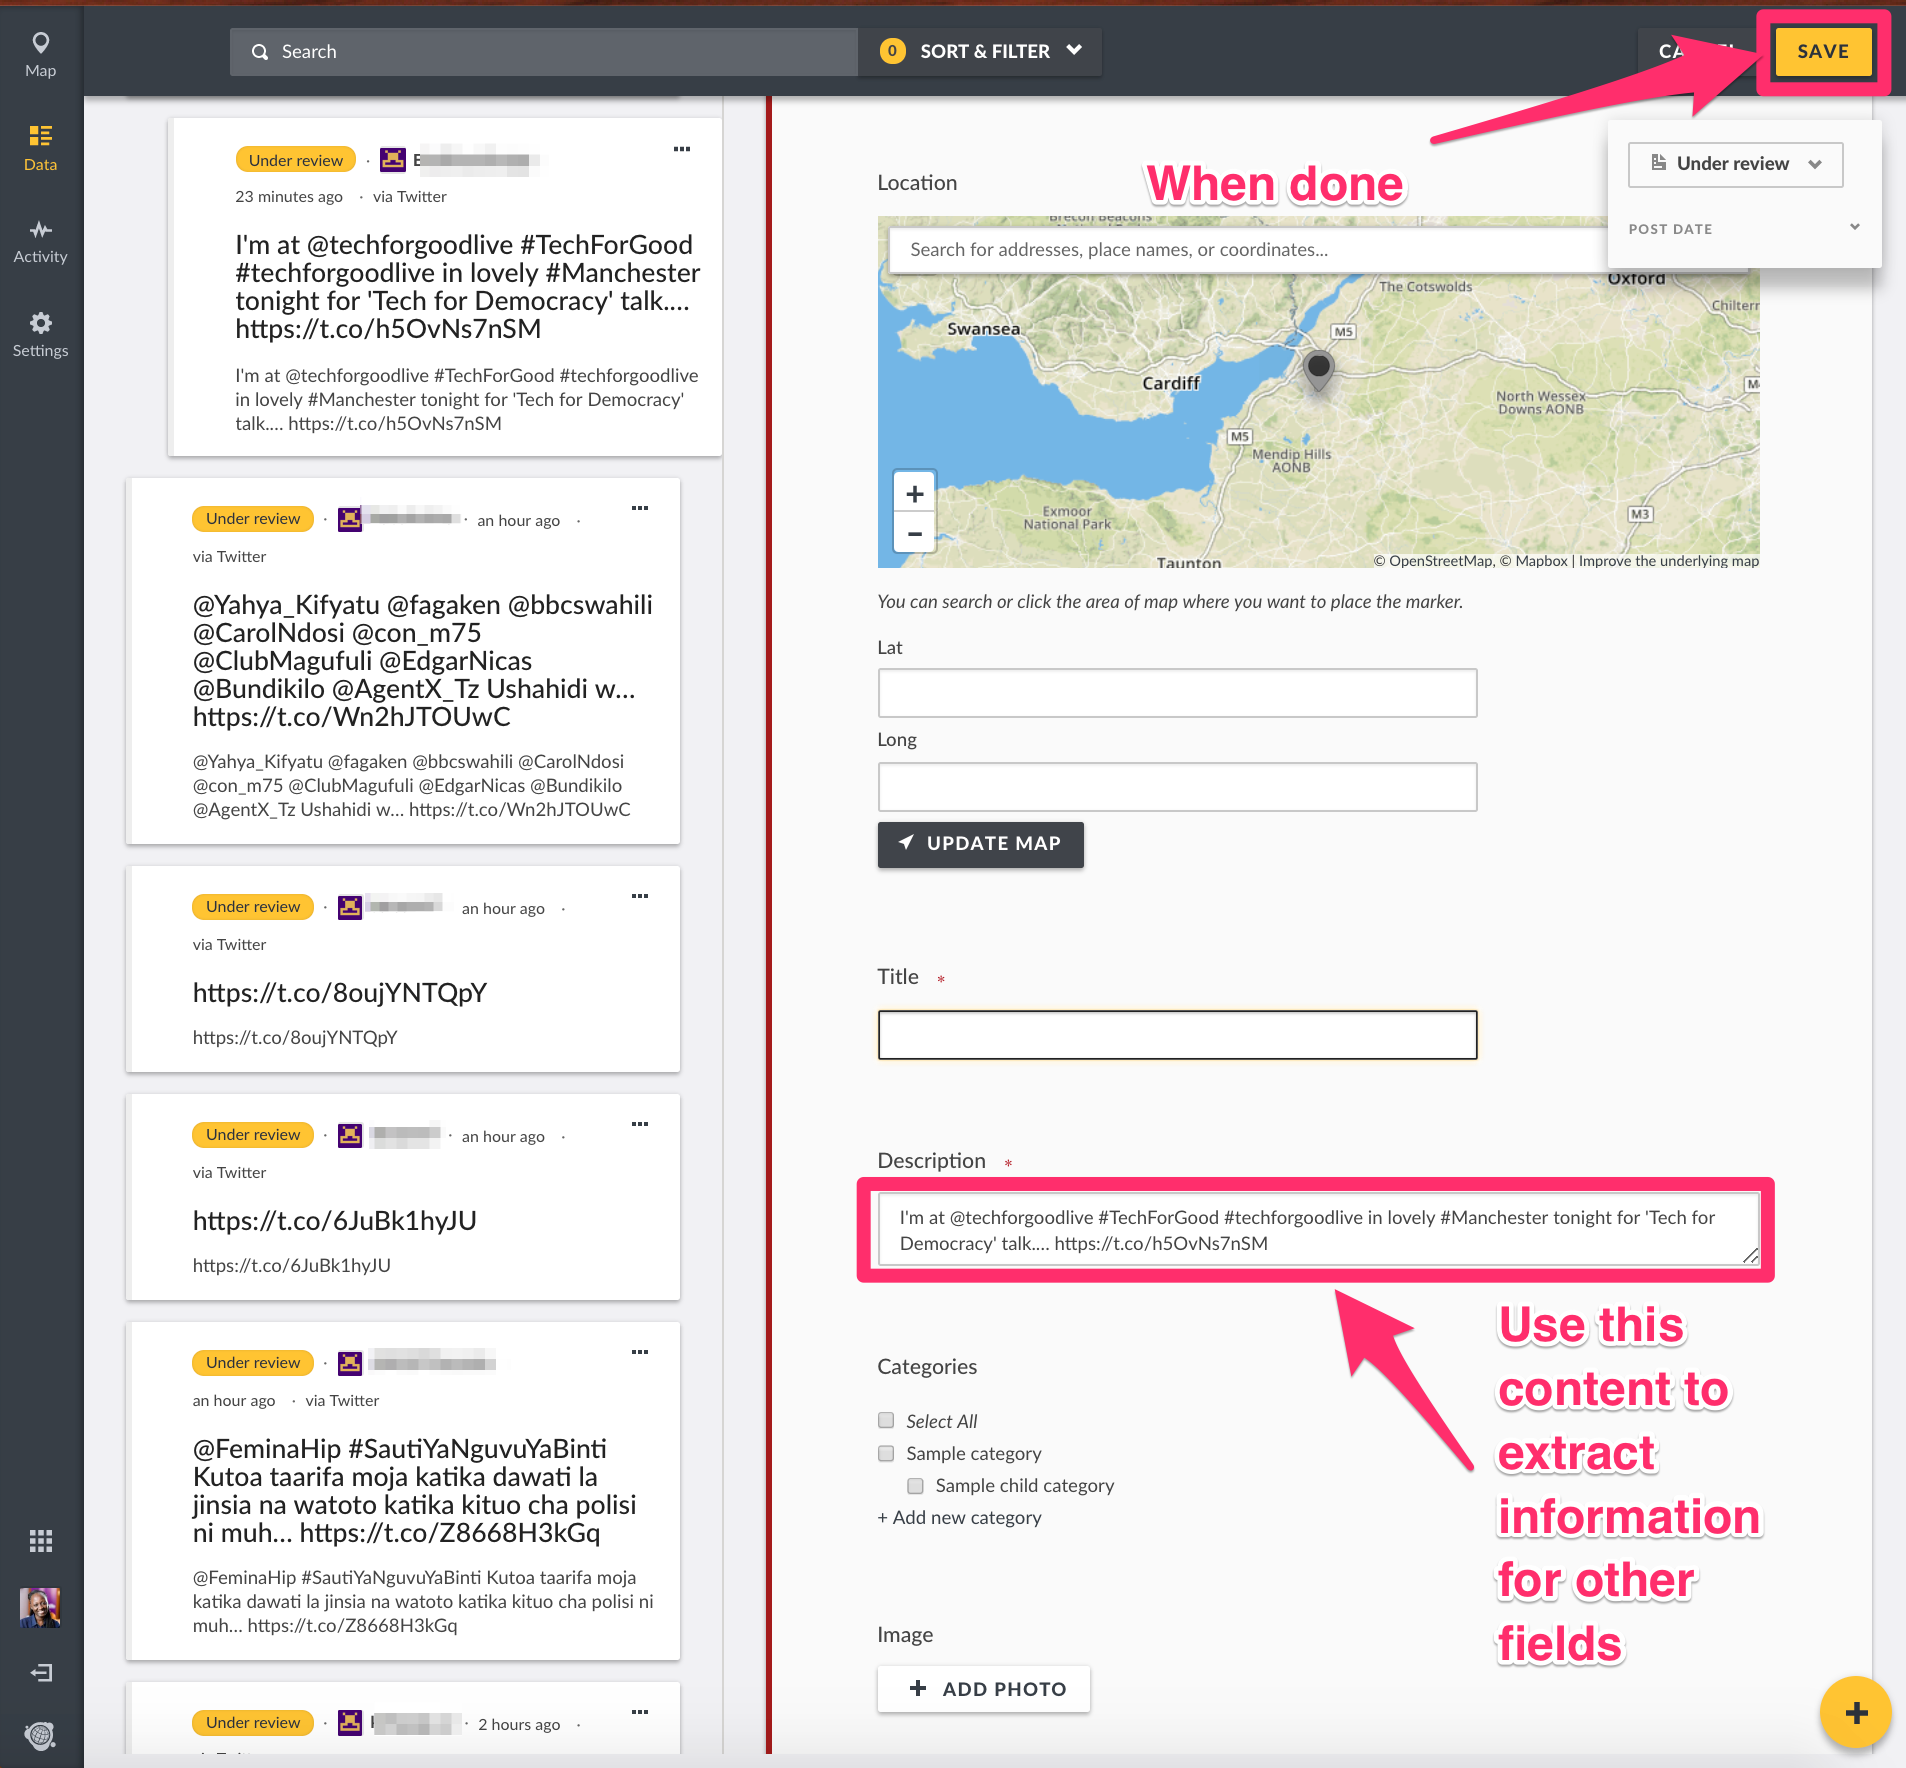 Map
Data
Activity
Settings
Search
0 SORT & FILTER
SAVE
Under review
23 minutes ago · via Twitter
I'm at @techforgoodlive #TechForGood
#techforgoodlive in lovely #Manchester
tonight for 'Tech for Democracy' talk.…
https://t.co/h5OvNs7nSM
I'm at @techforgoodlive #TechForGood #techforgoodlive
in lovely #Manchester tonight for 'Tech for Democracy'
talk.… https://t.co/h5OvNs7nSM
Under review · an hour ago ·
via Twitter
@Yahya_Kifyatu @fagaken @bbcswahili
@CarolNdosi @con_m75
@ClubMagufuli @EdgarNicas
@Bundikilo @AgentX_Tz Ushahidi w…
https://t.co/Wn2hJTOUwC
@Yahya_Kifyatu @fagaken @bbcswahili @CarolNdosi
@con_m75 @ClubMagufuli @EdgarNicas @Bundikilo
@AgentX_Tz Ushahidi w… https://t.co/Wn2hJTOUwC
Under review · an hour ago ·
via Twitter
https://t.co/8oujYNTQpY
https://t.co/8oujYNTQpY
Under review · an hour ago ·
via Twitter
https://t.co/6JuBk1hyJU
https://t.co/6JuBk1hyJU
Under review
an hour ago · via Twitter
@FeminaHip #SautiYaNguvuYaBinti
Kutoa taarifa moja katika dawati la
jinsia na watoto katika kituo cha polisi
ni muh… https://t.co/Z8668H3kGq
@FeminaHip #SautiYaNguvuYaBinti Kutoa taarifa moja
katika dawati la jinsia na watoto katika kituo cha polisi ni
muh… https://t.co/Z8668H3kGq
Under review · 2 hours ago ·
Under review
POST DATE
When done
Location
Brecon Beacons
Search for addresses, place names, or coordinates...
The Cotswolds
Oxford
Chiltern
Swansea
M5
Cardiff
North Wessex
Downs AONB
M5
Mendip Hills
AONB
Exmoor
National Park
M3
Taunton
© OpenStreetMap, © Mapbox | Improve the underlying map
+
−
You can search or click the area of map where you want to place the marker.
Lat
Long
UPDATE MAP
Title *
Description *
I'm at @techforgoodlive #TechForGood #techforgoodlive in lovely #Manchester tonight for 'Tech for
Democracy' talk.… https://t.co/h5OvNs7nSM
Use this
content to
extract
information
for other
fields
Categories
Select All
Sample category
Sample child category
+ Add new category
Image
+ ADD PHOTO
+